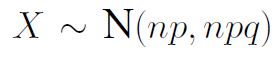 X ∼ N(np, npq)